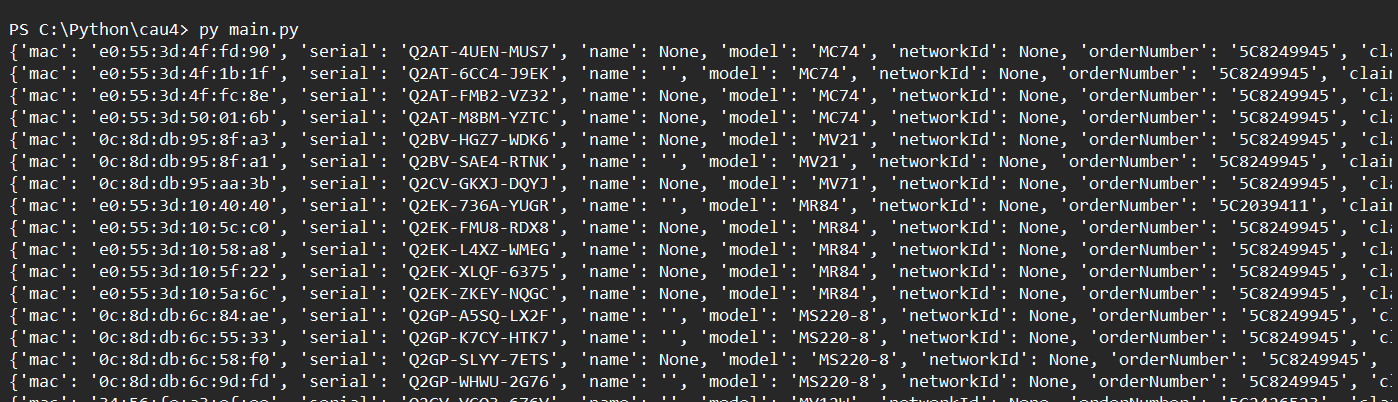 PS C:\Python\cau4> py main.py
{'mac': 'e0:55:3d:4f:fd:90', 'serial': 'Q2AT-4UEN-MUS7', 'name': None, 'model': 'MC74', 'networkId': None, 'orderNumber': '5C8249945', 'clai
{'mac': 'e0:55:3d:4f:1b:1f', 'serial': 'Q2AT-6CC4-J9EK', 'name': '', 'model': 'MC74', 'networkId': None, 'orderNumber': '5C8249945', 'claim
{'mac': 'e0:55:3d:4f:fc:8e', 'serial': 'Q2AT-FMB2-VZ32', 'name': None, 'model': 'MC74', 'networkId': None, 'orderNumber': '5C8249945', 'cla
{'mac': 'e0:55:3d:50:01:6b', 'serial': 'Q2AT-M8BM-YZTC', 'name': None, 'model': 'MC74', 'networkId': None, 'orderNumber': '5C8249945', 'cla
{'mac': '0c:8d:db:95:8f:a3', 'serial': 'Q2BV-HGZ7-WDK6', 'name': None, 'model': 'MV21', 'networkId': None, 'orderNumber': '5C8249945', 'cla
{'mac': '0c:8d:db:95:8f:a1', 'serial': 'Q2BV-SAE4-RTNK', 'name': '', 'model': 'MV21', 'networkId': None, 'orderNumber': '5C8249945', 'claim
{'mac': '0c:8d:db:95:aa:3b', 'serial': 'Q2CV-GKXJ-DQYJ', 'name': None, 'model': 'MV71', 'networkId': None, 'orderNumber': '5C8249945', 'cla
{'mac': 'e0:55:3d:10:40:40', 'serial': 'Q2EK-736A-YUGR', 'name': '', 'model': 'MR84', 'networkId': None, 'orderNumber': '5C2039411', 'claim
{'mac': 'e0:55:3d:10:5c:c0', 'serial': 'Q2EK-FMU8-RDX8', 'name': None, 'model': 'MR84', 'networkId': None, 'orderNumber': '5C8249945', 'cla
{'mac': 'e0:55:3d:10:58:a8', 'serial': 'Q2EK-L4XZ-WMEG', 'name': None, 'model': 'MR84', 'networkId': None, 'orderNumber': '5C8249945', 'cla
{'mac': 'e0:55:3d:10:5f:22', 'serial': 'Q2EK-XLQF-6375', 'name': None, 'model': 'MR84', 'networkId': None, 'orderNumber': '5C8249945', 'cla
{'mac': 'e0:55:3d:10:5a:6c', 'serial': 'Q2EK-ZKEY-NQGC', 'name': None, 'model': 'MR84', 'networkId': None, 'orderNumber': '5C8249945', 'cla
{'mac': '0c:8d:db:6c:84:ae', 'serial': 'Q2GP-A5SQ-LX2F', 'name': '', 'model': 'MS220-8', 'networkId': None, 'orderNumber': '5C8249945', 'cl
{'mac': '0c:8d:db:6c:55:33', 'serial': 'Q2GP-K7CY-HTK7', 'name': '', 'model': 'MS220-8', 'networkId': None, 'orderNumber': '5C8249945', 'cl
{'mac': '0c:8d:db:6c:58:f0', 'serial': 'Q2GP-SLYY-7ETS', 'name': None, 'model': 'MS220-8', 'networkId': None, 'orderNumber': '5C8249945',
{'mac': '0c:8d:db:6c:9d:fd', 'serial': 'Q2GP-WHWU-2G76', 'name': '', 'model': 'MS220-8', 'networkId': None, 'orderNumber': '5C8249945', 'cl